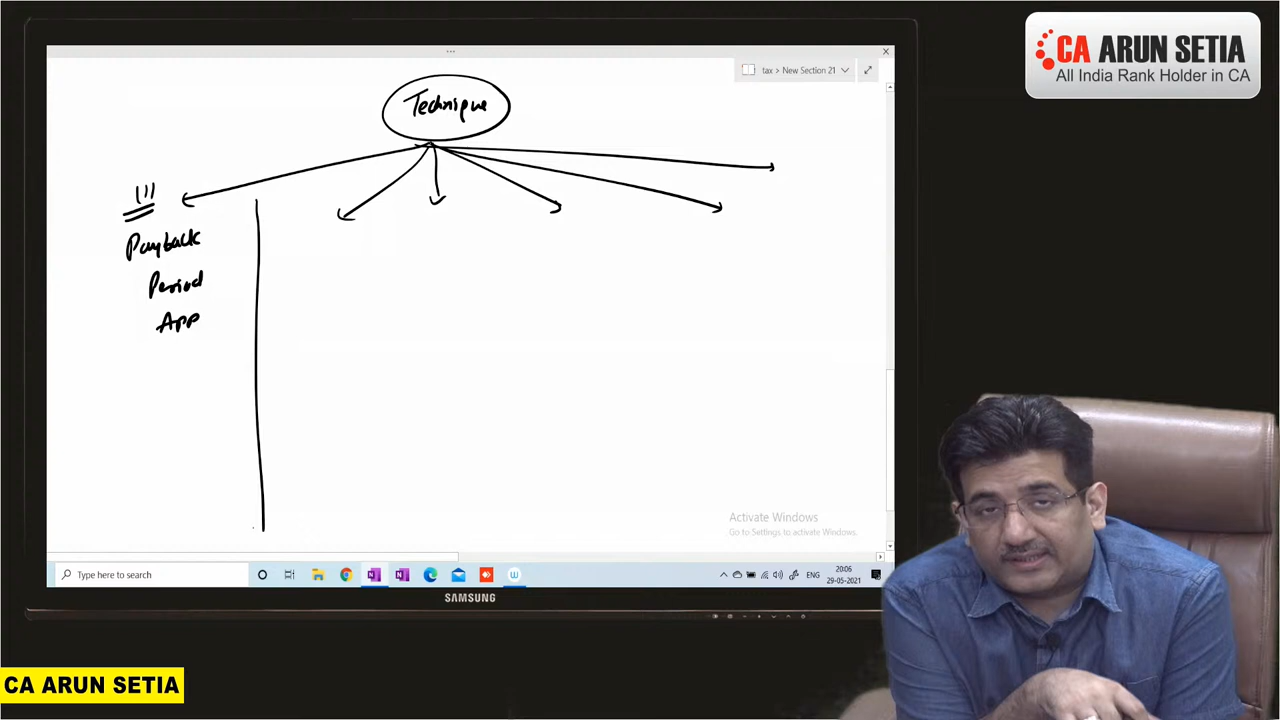 CA ARUN SETIA
All India Rank Holder in CA
tax > New Section 21
Technique
Payback
Period
App
Activate Windows
Go to Settings to activate Windows.
Type here to search
ENG
20:06
29-05-2021
SAMSUNG
CA ARUN SETIA